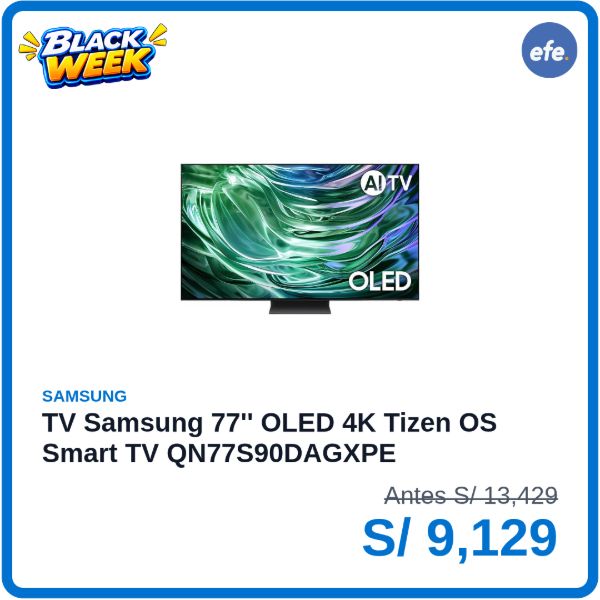 BLACK
WEEK
efe.
AI TV
OLED
SAMSUNG
TV Samsung 77'' OLED 4K Tizen OS
Smart TV QN77S90DAGXPE
Antes S/ 13,429
S/ 9,129